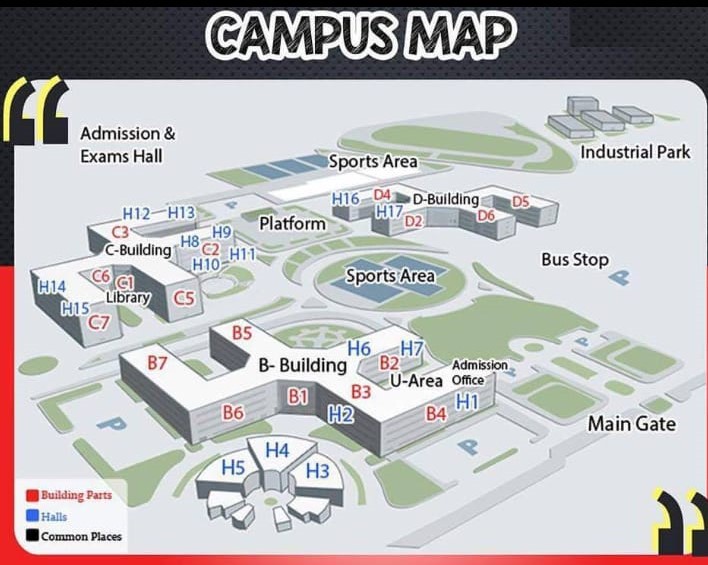 CAMPUS MAP
Admission &
Exams Hall
Sports Area
Industrial Park
H16
D4
D-Building
D5
H17
D2
D6
H12
H13
Platform
C3
H8
H9
C-Building
C2
H11
H10
Bus Stop
P
P
H14
C6
C1
Sports Area
Library
C5
H15
C7
B5
H6
H7
P
B7
B- Building
B2
Admission
Office
U-Area
P
B1
B3
B6
H2
B4
H1
Main Gate
P
P
H4
H5
H3
Building Parts
Halls
Common Places